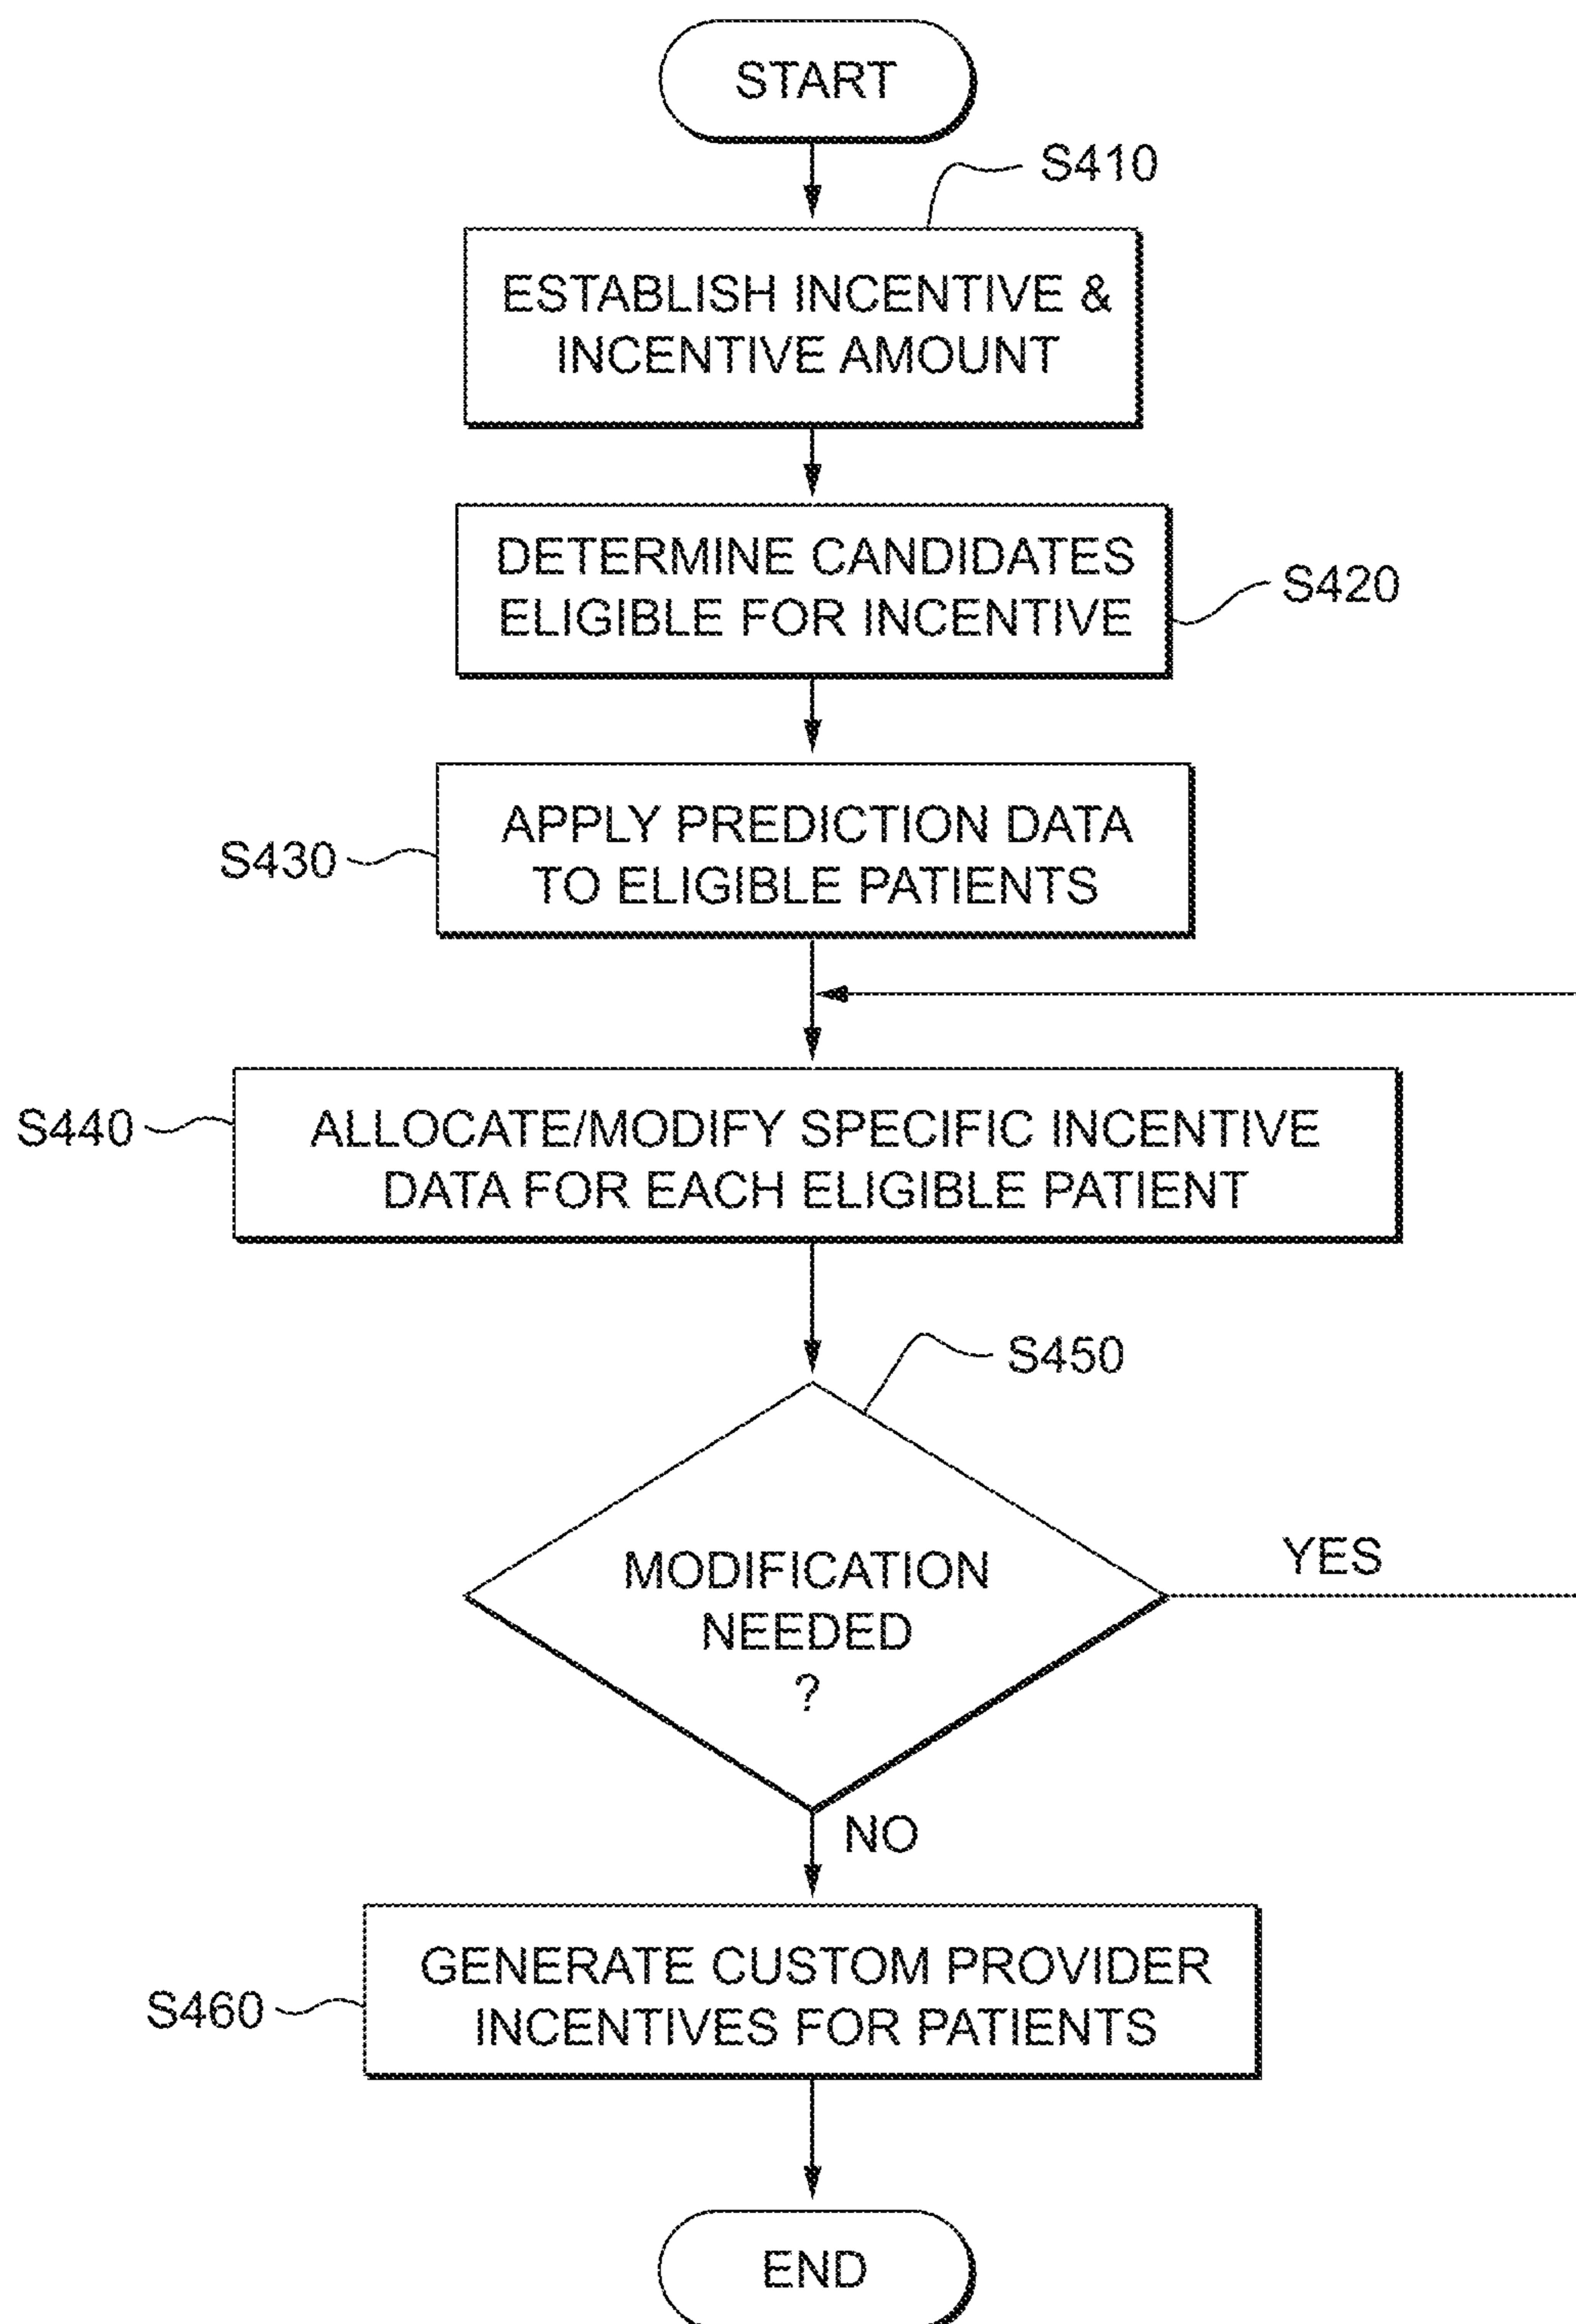 START
S410
ESTABLISH INCENTIVE &
INCENTIVE AMOUNT
DETERMINE CANDIDATES
ELIGIBLE FOR INCENTIVE
S420
APPLY PREDICTION DATA
TO ELIGIBLE PATIENTS
S430
S440
ALLOCATE/MODIFY SPECIFIC INCENTIVE
DATA FOR EACH ELIGIBLE PATIENT
S450
MODIFICATION
NEEDED
?
YES
NO
GENERATE CUSTOM PROVIDER
INCENTIVES FOR PATIENTS
S460
END